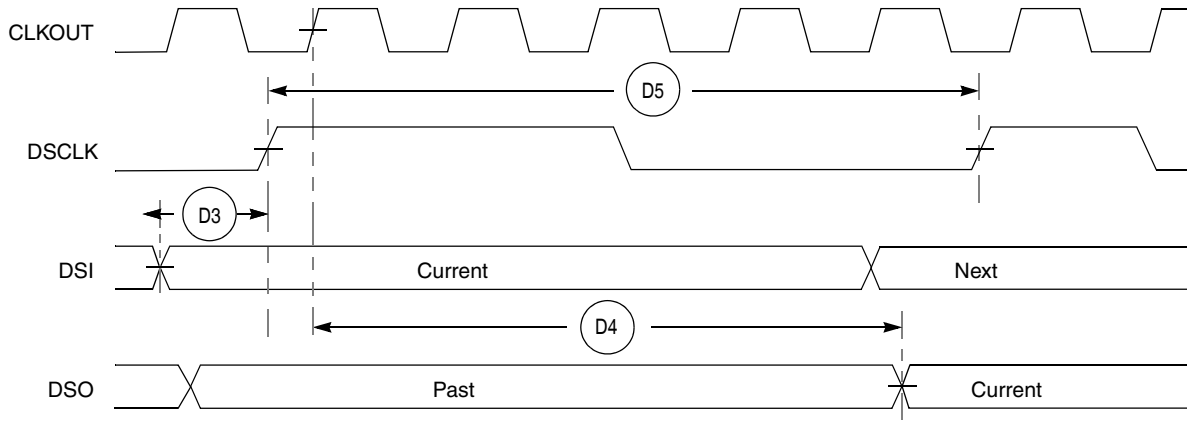 CLKOUT
D5
DSCLK
D3
DSI
Current
Next
D4
DSO
Past
Current